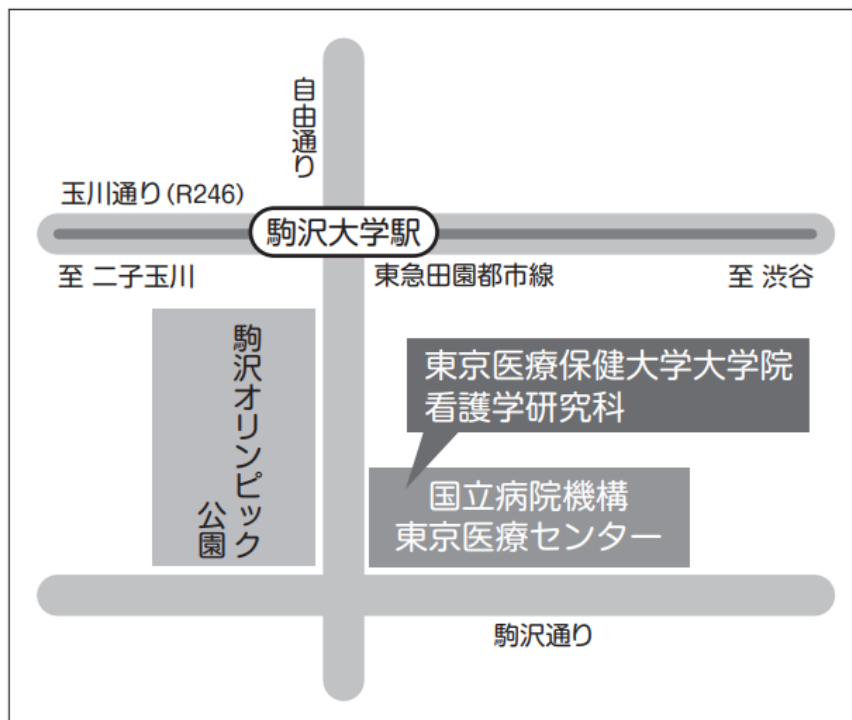 自由通り
玉川通り(R246)
駒沢大学駅
至 二子玉川
東急田園都市線
至 渋谷
駒沢オリンピック
公園
東京医療保健大学大学院
看護学研究科
国立病院機構
東京医療センター
駒沢通り